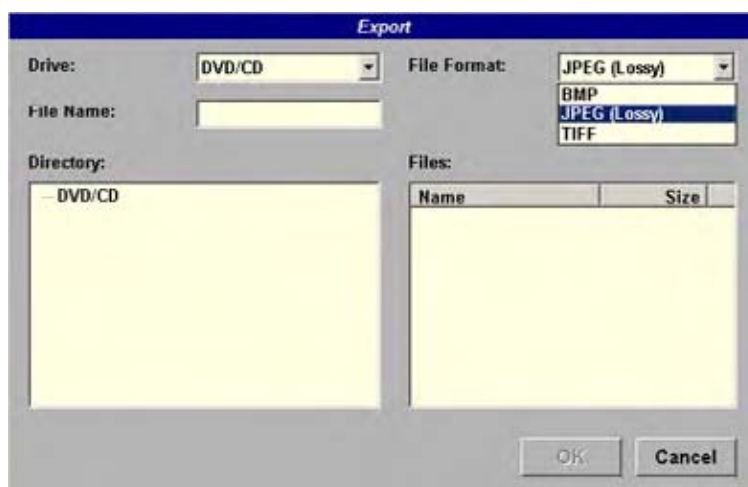 Export
Drive: DVD/CD File Format: JPEG (Lossy)
BMP
File Name: JPEG (Lossy)
TIFF
Directory: Files:
DVD/CD Name Size
OK Cancel